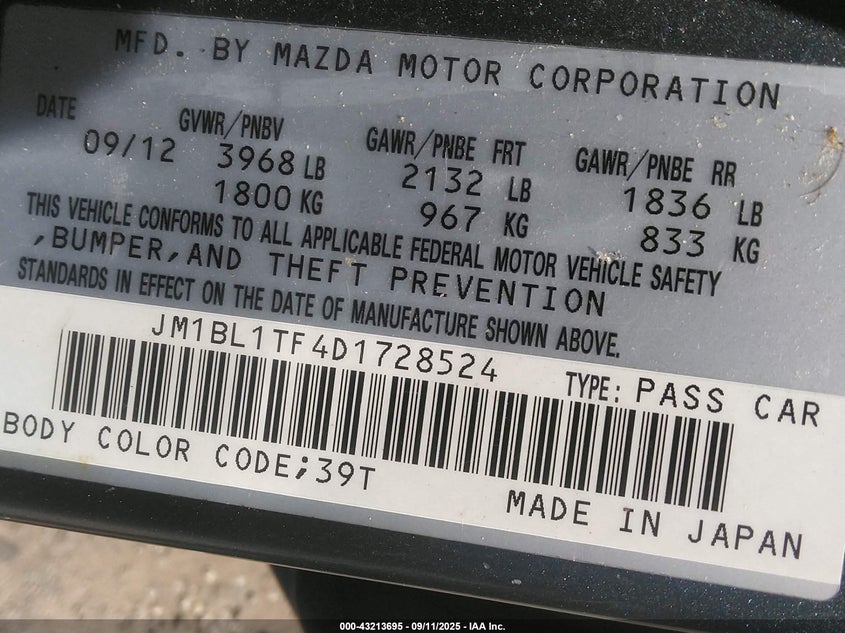 MFD. BY MAZDA MOTOR CORPORATION
DATE GVWR/PNBV GAWR/PNBE FRT GAWR/PNBE RR
09/12 3968 LB 2132 LB 1836 LB
1800 KG 967 KG 833 KG
THIS VEHICLE CONFORMS TO ALL APPLICABLE FEDERAL MOTOR VEHICLE SAFETY
,BUMPER,AND THEFT PREVENTION
STANDARDS IN EFFECT ON THE DATE OF MANUFACTURE SHOWN ABOVE.
JM1BL1TF4D1728524 TYPE: PASS CAR
BODY COLOR CODE;39T
MADE IN JAPAN
000-43213695 - 09/11/2025 - IAA Inc.